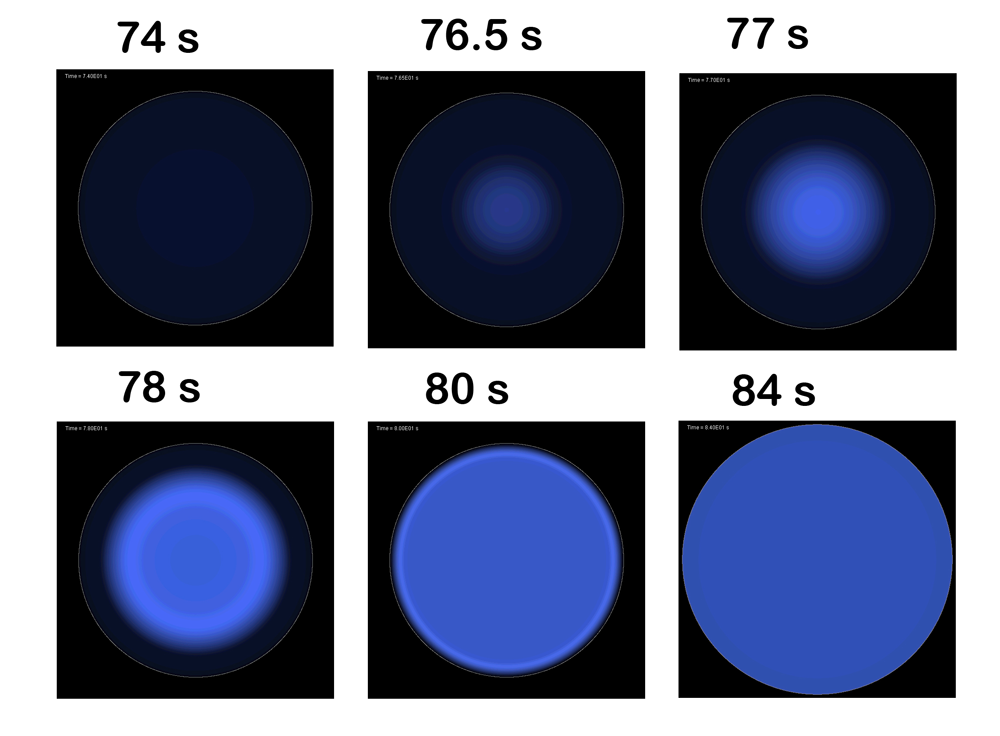 74 s
76.5 s
77 s
Time = 7.40E01 s
Time = 7.65E01 s
Time = 7.70E01 s
78 s
80 s
84 s
Time = 7.80E01 s
Time = 8.00E01 s
Time = 8.40E01 s